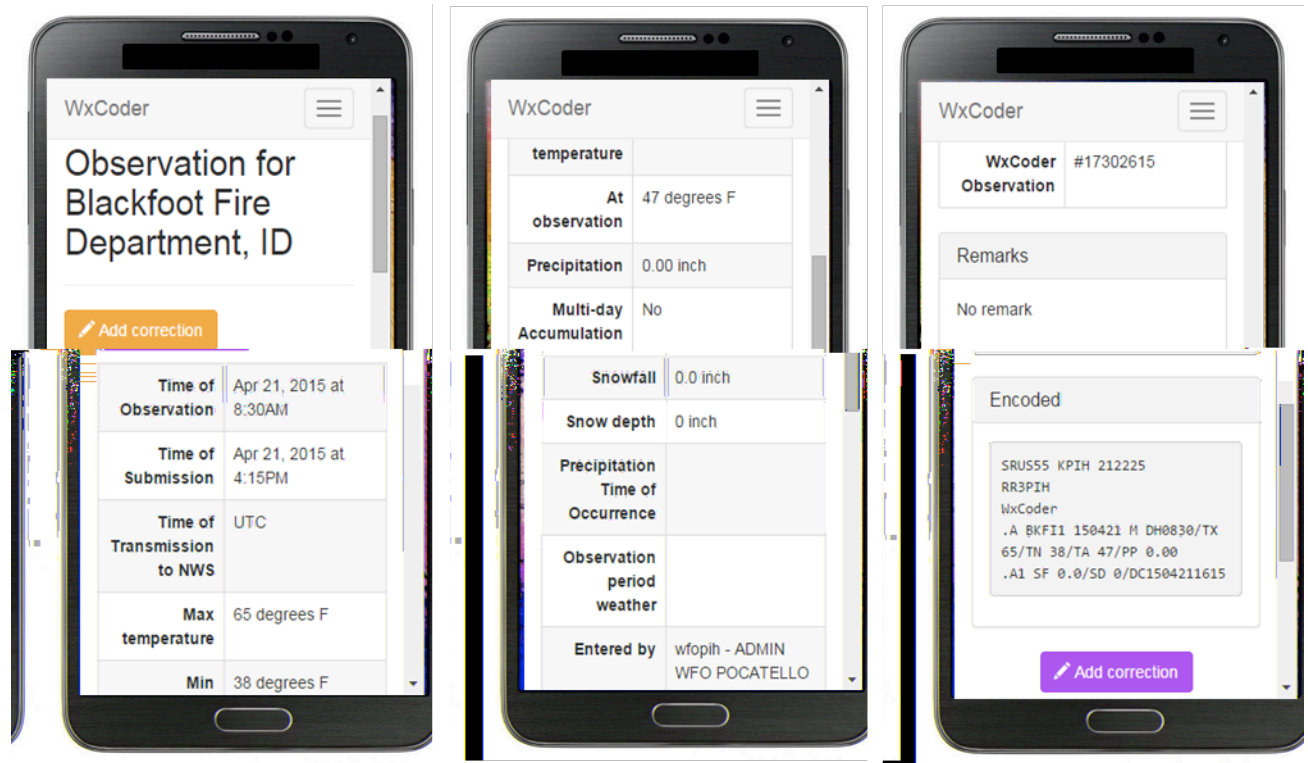 WxCoder
Observation for
Blackfoot Fire
Department, ID
Add correction
Time of
Observation
Apr 21, 2015 at
8:30AM
Time of
Submission
Apr 21, 2015 at
4:15PM
Time of
Transmission
to NWS
UTC
Max
temperature
65 degrees F
Min
38 degrees F
WxCoder
temperature
At
observation
47 degrees F
Precipitation
0.00 inch
Multi-day
Accumulation
No
Snowfall
0.0 inch
Snow depth
0 inch
Precipitation
Time of
Occurrence
Observation
period
weather
Entered by
wfopih - ADMIN
WFO POCATELLO
WxCoder
WxCoder
Observation
#17302615
Remarks
No remark
Encoded
SRUS55 KPIH 212225
RR3PIH
WxCoder
.A BKFI1 150421 M DH0830/TX
65/TN 38/TA 47/PP 0.00
.A1 SF 0.0/SD 0/DC1504211615
Add correction